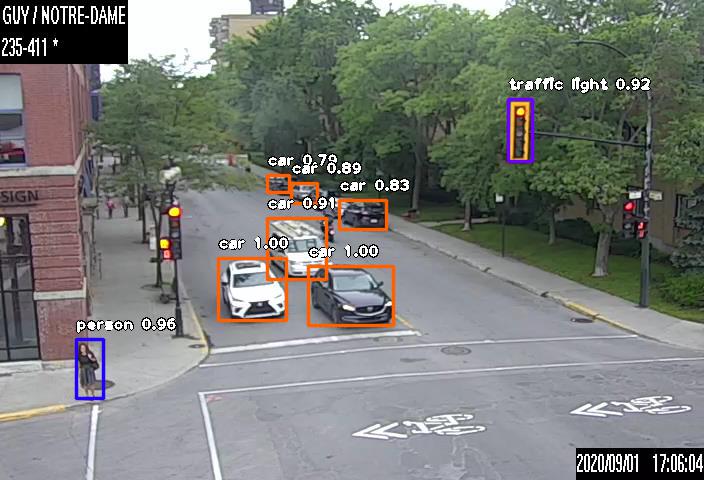 GUY / NOTRE-DAME
235-411 *
traffic light 0.92
car 0.79
car 0.89
car 0.83
car 0.91
car 1.00
car 1.00
SIGN
person 0.96
2020/09/01 17:06:04